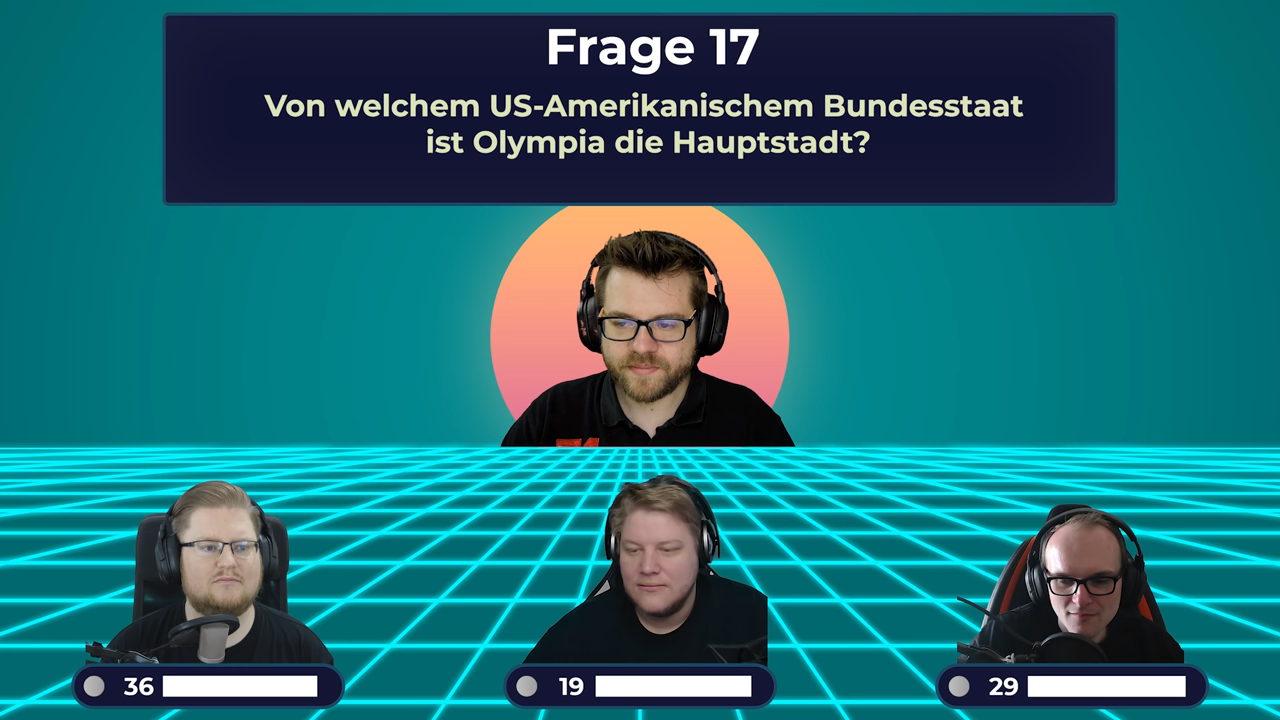 Frage 17
Von welchem US-Amerikanischem Bundesstaat
ist Olympia die Hauptstadt?
36
19
29